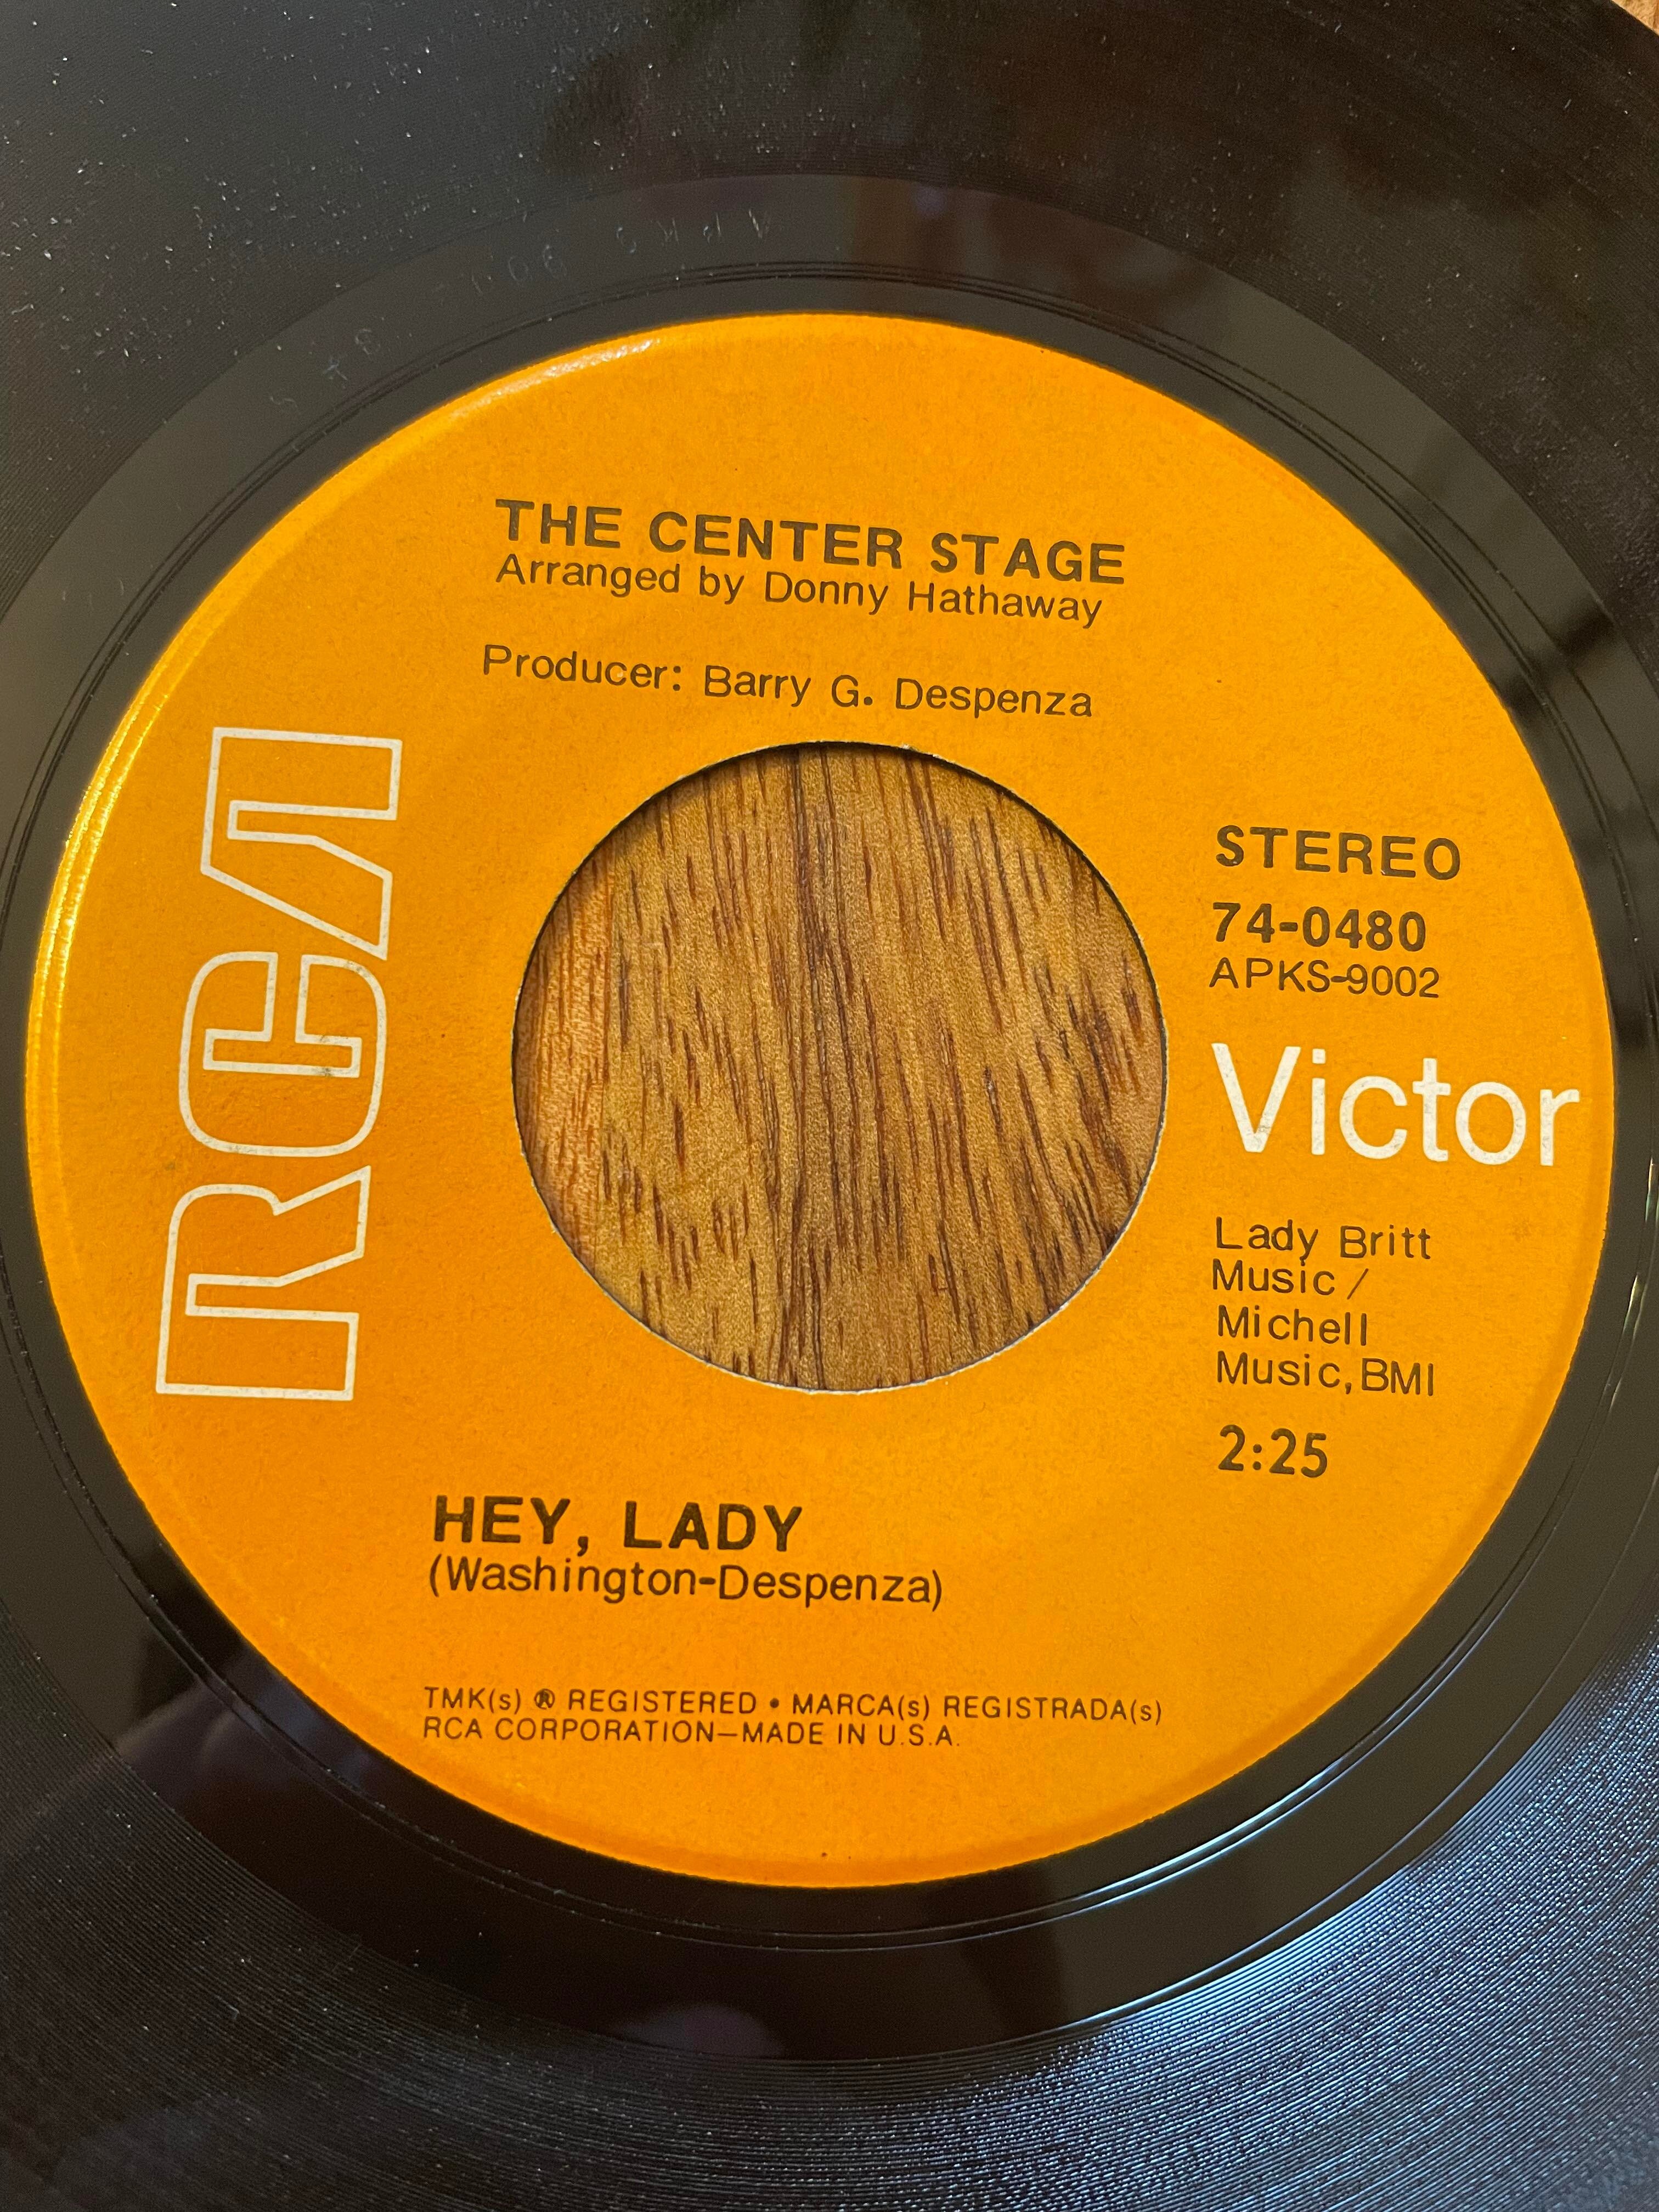 THE CENTER STAGE
Arranged by Donny Hathaway
Producer: Barry G. Despenza
RCA
STEREO
74-0480
APKS-9002
Victor
Lady Britt
Music /
Michell
Music, BMI
2:25
HEY, LADY
(Washington-Despenza)
TMK(s) ® REGISTERED • MARCA(s) REGISTRADA(s)
RCA CORPORATION—MADE IN U.S.A.